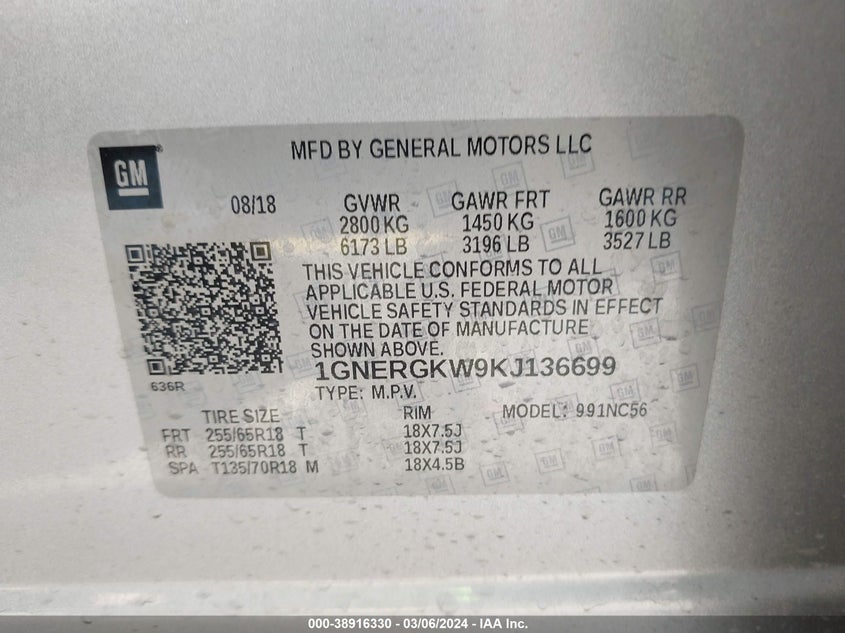 GM
MFD BY GENERAL MOTORS LLC
08/18 GVWR GAWR FRT GAWR RR
2800 KG 1450 KG 1600 KG
6173 LB 3196 LB 3527 LB
THIS VEHICLE CONFORMS TO ALL
APPLICABLE U.S. FEDERAL MOTOR
VEHICLE SAFETY STANDARDS IN EFFECT
ON THE DATE OF MANUFACTURE
SHOWN ABOVE.
1GNERGKW9KJ136699
636R
TYPE: M.P.V.
TIRE SIZE RIM MODEL: 991NC56
FRT 255/65R18 T 18X7.5J
RR 255/65R18 T 18X7.5J
SPA T135/70R18 M 18X4.5B
000-38916330 - 03/06/2024 - IAA Inc.